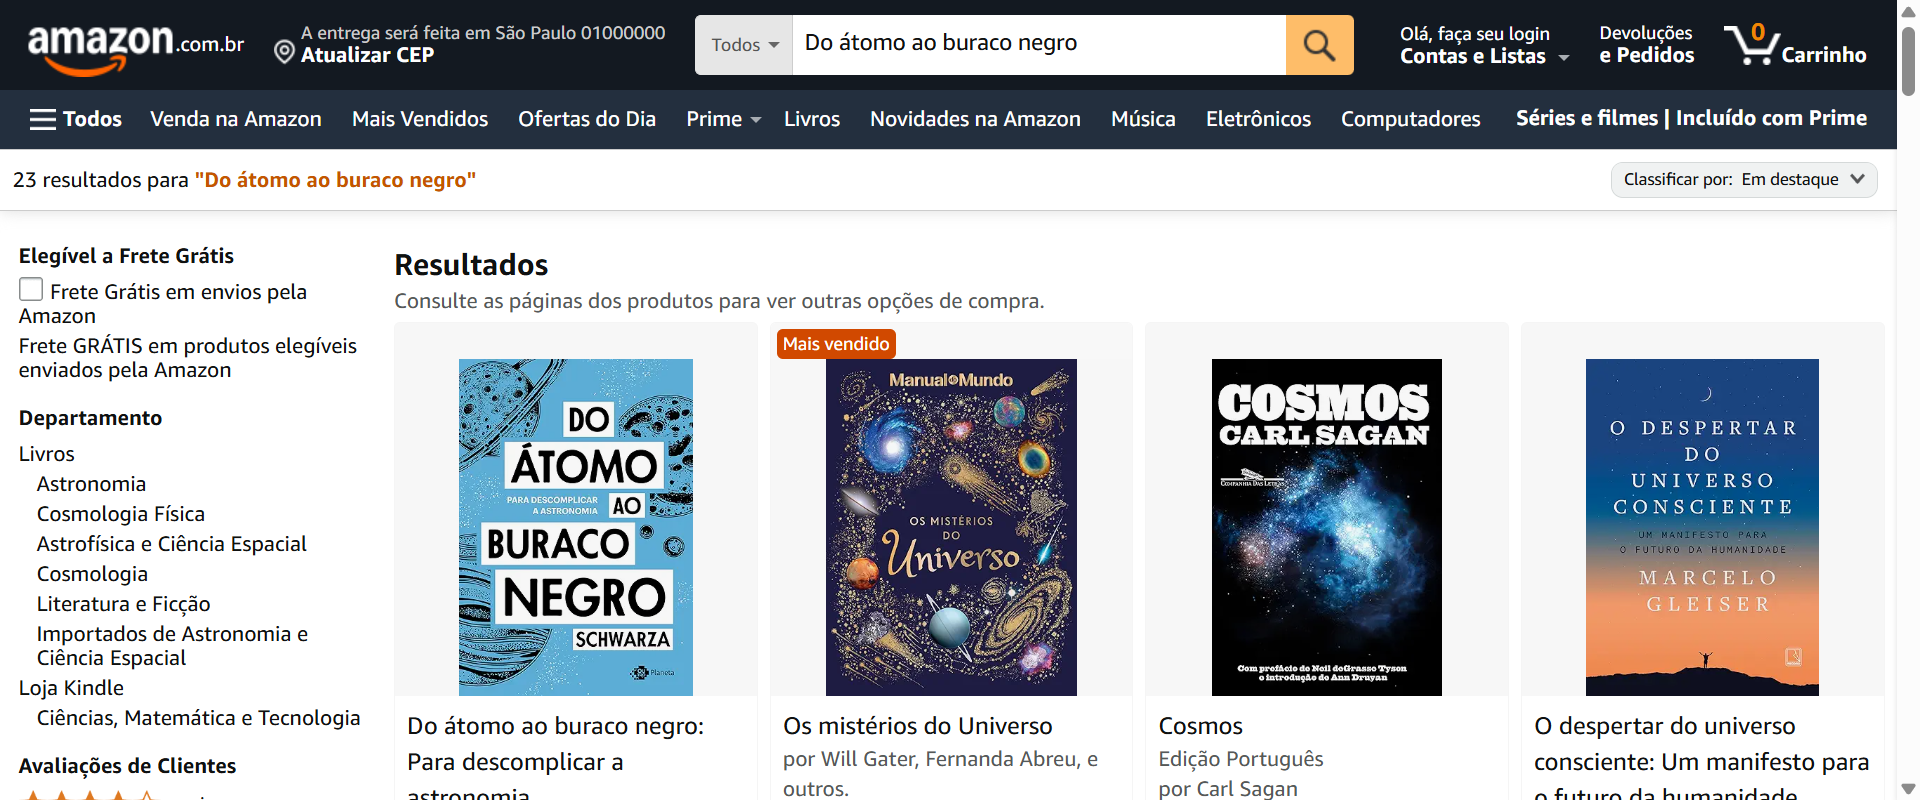 amazon.com.br
A entrega será feita em São Paulo 01000000
Atualizar CEP
Todos
Do átomo ao buraco negro
Olá, faça seu login
Contas e Listas
Devoluções
e Pedidos
0
Carrinho
Todos
Venda na Amazon
Mais Vendidos
Ofertas do Dia
Prime
Livros
Novidades na Amazon
Música
Eletrônicos
Computadores
Séries e filmes | Incluído com Prime
23 resultados para "Do átomo ao buraco negro"
Classificar por: Em destaque
Elegível a Frete Grátis
Frete Grátis em envios pela
Amazon
Frete GRÁTIS em produtos elegíveis
enviados pela Amazon
Departamento
Livros
Astronomia
Cosmologia Física
Astrofísica e Ciência Espacial
Cosmologia
Literatura e Ficção
Importados de Astronomia e
Ciência Espacial
Loja Kindle
Ciências, Matemática e Tecnologia
Avaliações de Clientes
Resultados
Consulte as páginas dos produtos para ver outras opções de compra.
DO
ÁTOMO
PARA DESCOMPLICAR
A ASTRONOMIA
AO
BURACO
NEGRO
SCHWARZA
Planeta
Do átomo ao buraco negro:
Para descomplicar a
astronomia
Mais vendido
Manual do Mundo
OS MISTÉRIOS
DO
Universo
Os mistérios do Universo
por Will Gater, Fernanda Abreu, e
outros.
COSMOS
CARL SAGAN
COMPANHIA DAS LETRAS
Com prefácio de Neil deGrasse Tyson
e introdução de Ann Druyan
Cosmos
Edição Português
por Carl Sagan
O DESPERTAR
DO
UNIVERSO
CONSCIENTE
UM MANIFESTO PARA
O FUTURO DA HUMANIDADE
MARCELO
GLEISER
O despertar do universo
consciente: Um manifesto para
o futuro da humanidade